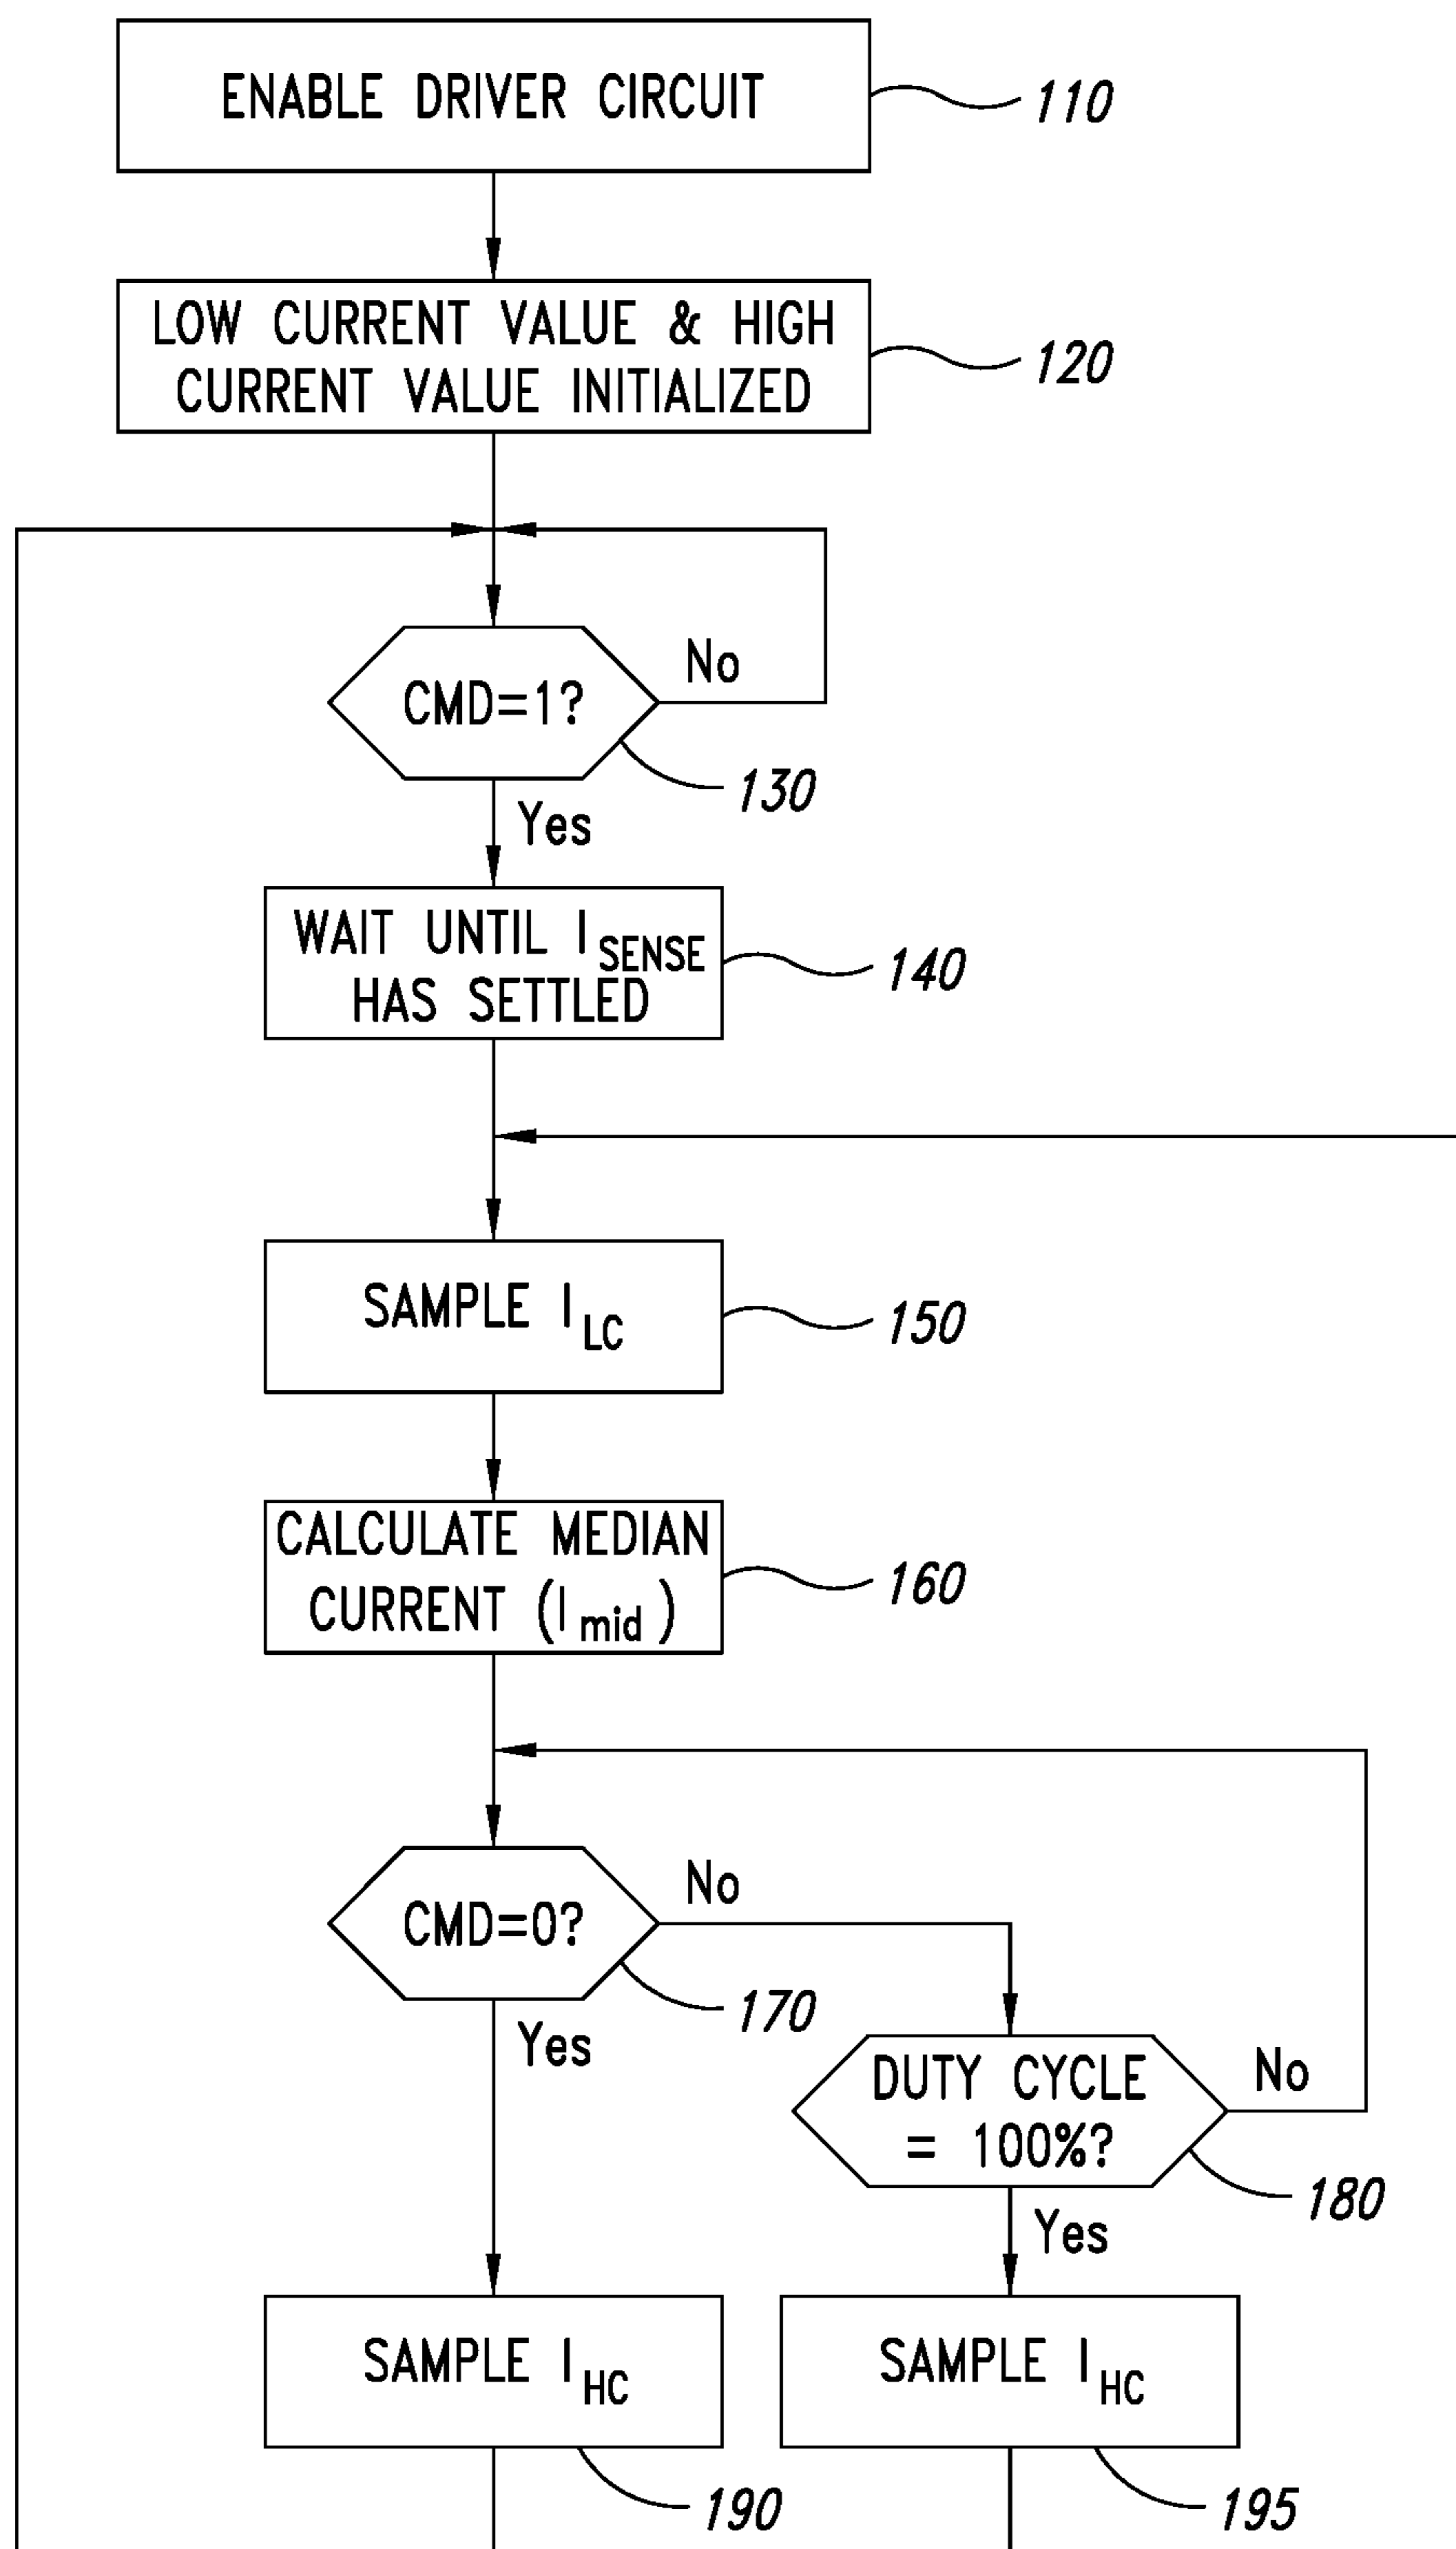 ENABLE DRIVER CIRCUIT
110
LOW CURRENT VALUE & HIGH
CURRENT VALUE INITIALIZED
120
CMD=1?
No
130
Yes
WAIT UNTIL I SENSE
HAS SETTLED
140
SAMPLE I LC
150
CALCULATE MEDIAN
CURRENT (I mid )
160
CMD=0?
No
170
Yes
DUTY CYCLE
= 100%?
No
180
Yes
SAMPLE I HC
190
SAMPLE I HC
195